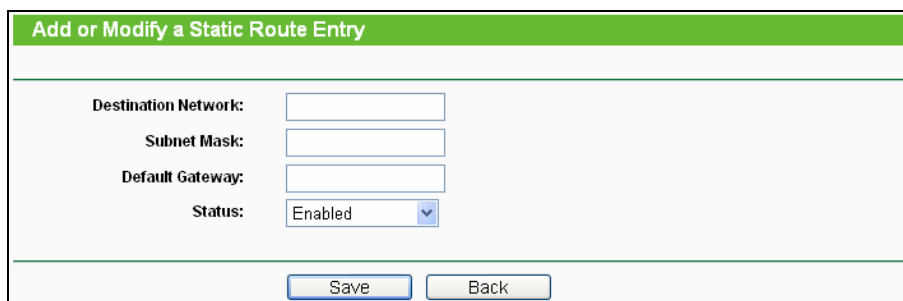 Add or Modify a Static Route Entry
Destination Network:
Subnet Mask:
Default Gateway:
Status: Enabled
Save Back